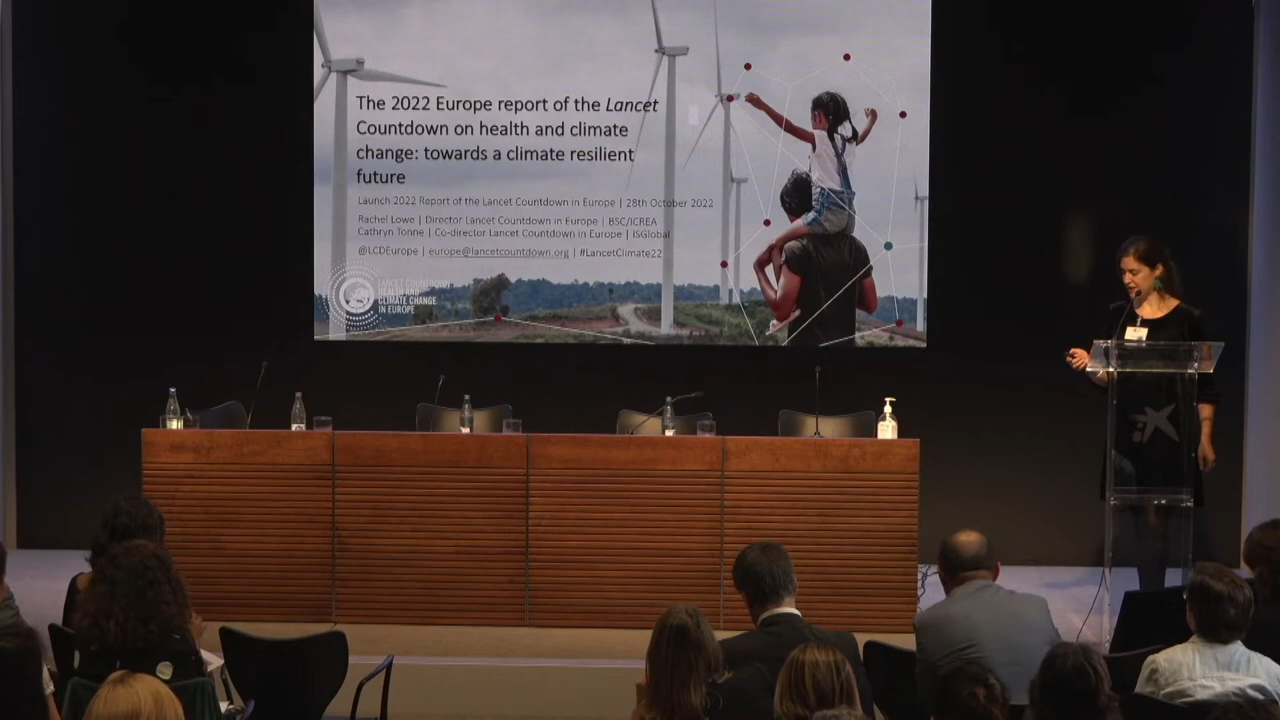 The 2022 Europe report of the Lancet
Countdown on health and climate
change: towards a climate resilient
future
Launch 2022 Report of the Lancet Countdown in Europe | 28th October 2022
Rachel Lowe | Director Lancet Countdown in Europe | BSC/ICREA
Cathryn Tonne | Co-director Lancet Countdown in Europe | ISGlobal
@LCDEurope | europe@lancetcountdown.org | #LancetClimate22
LANCET COUNTDOWN
HEALTH AND
CLIMATE CHANGE
IN EUROPE